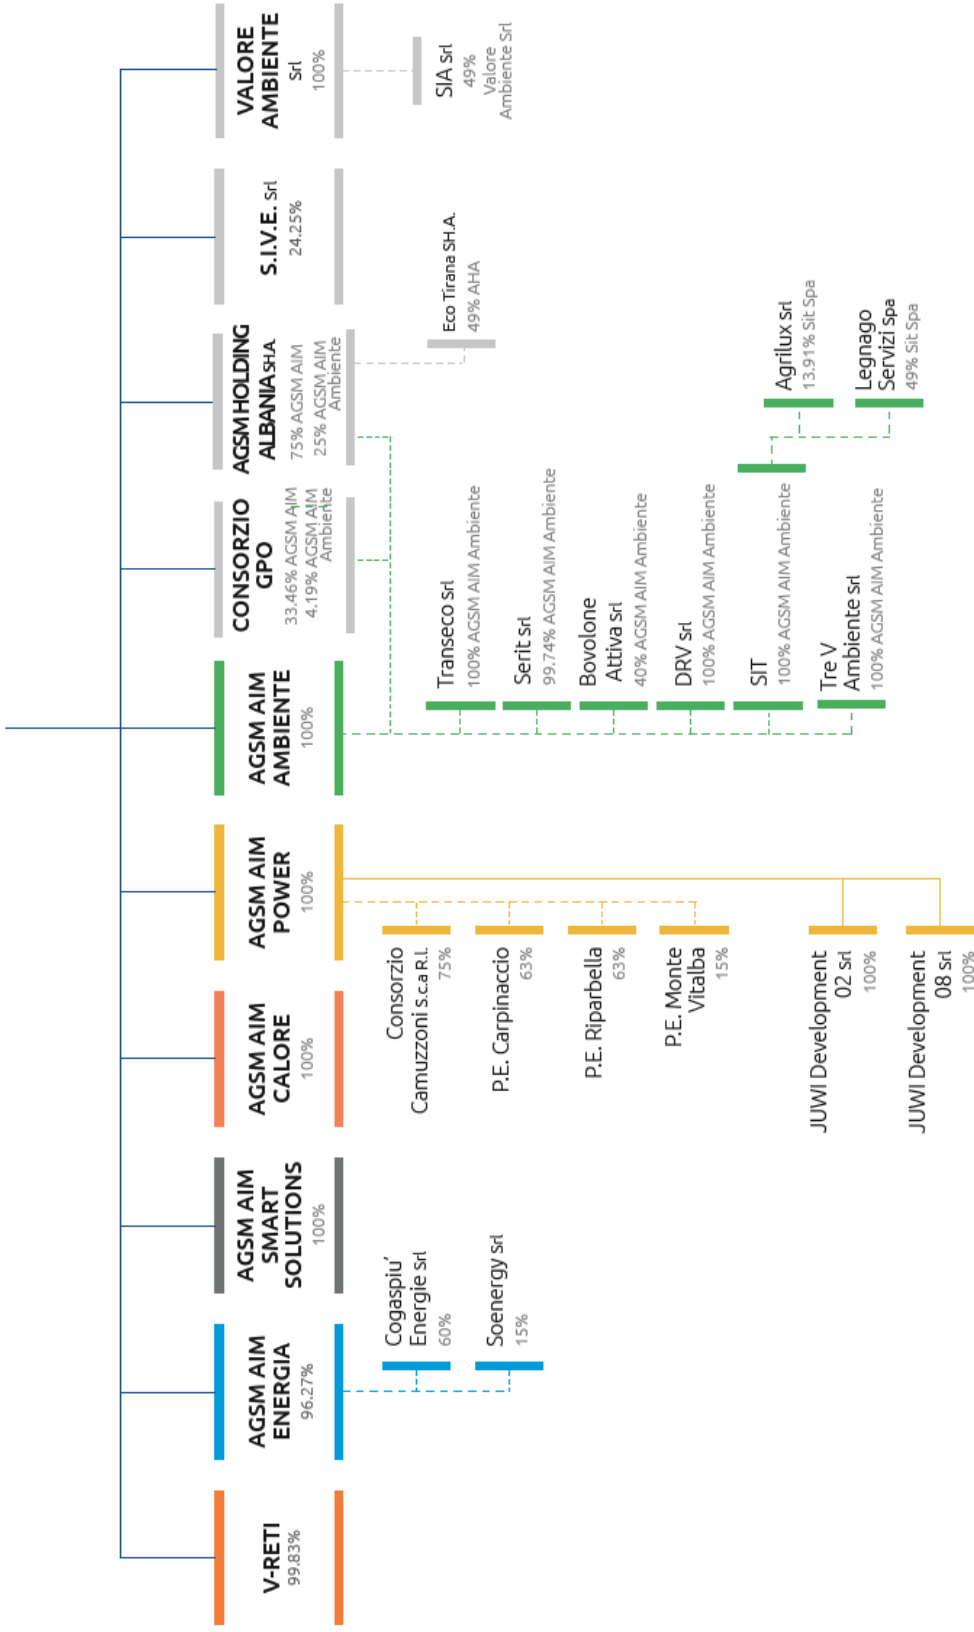 V-RETI
99.83%
AGSM AIM
ENERGIA
96.27%
Cogaspiu’
Energie srl
60%
Soenergy srl
15%
AGSM AIM
SMART
SOLUTIONS
100%
AGSM AIM
CALORE
100%
AGSM AIM
POWER
100%
Consorzio
Camuzzoni s.c.a R.l.
75%
P.E. Carpinaccio
63%
P.E. Riparbella
63%
P.E. Monte
Vitalba
15%
JUWI Development
02 srl
100%
JUWI Development
08 srl
100%
AGSM AIM
AMBIENTE
100%
Transeco srl
100% AGSM AIM Ambiente
Serit srl
99.74% AGSM AIM Ambiente
Bovolone
Attiva srl
40% AGSM AIM Ambiente
DRV srl
100% AGSM AIM Ambiente
SIT
100% AGSM AIM Ambiente
Agrilux srl
13.91% Sit Spa
Legnago
Servizi Spa
49% Sit Spa
Tre V
Ambiente srl
100% AGSM AIM Ambiente
CONSORZIO
GPO
33.46% AGSM AIM
4.19% AGSM AIM
Ambiente
AGSM HOLDING
ALBANIA SH.A.
75% AGSM AIM
25% AGSM AIM
Ambiente
Eco Tirana SH.A.
49% AHA
S.I.V.E. Srl
24.25%
VALORE
AMBIENTE
Srl
100%
SIA srl
49%
Valore
Ambiente Srl